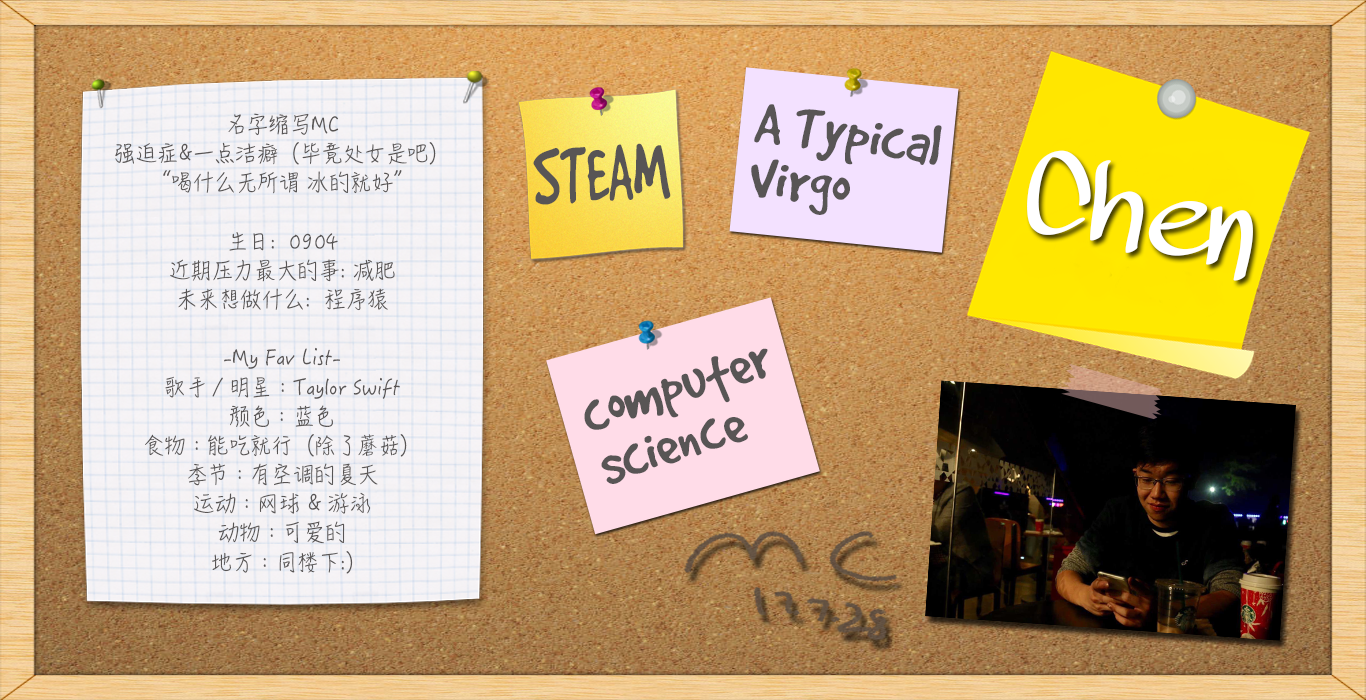 名字缩写MC
强迫症&一点洁癖（毕竟处女是吧）
“喝什么无所谓 冰的就好”
生日: 0904
近期压力最大的事: 减肥
未来想做什么: 程序猿
-My Fav List-
歌手 / 明星：Taylor Swift
颜色：蓝色
食物：能吃就行（除了蘑菇）
季节：有空调的夏天
运动：网球 & 游泳
动物：可爱的
地方：同楼下:)
STEAM
A Typical
Virgo
Chen
computer
science
MC
17728